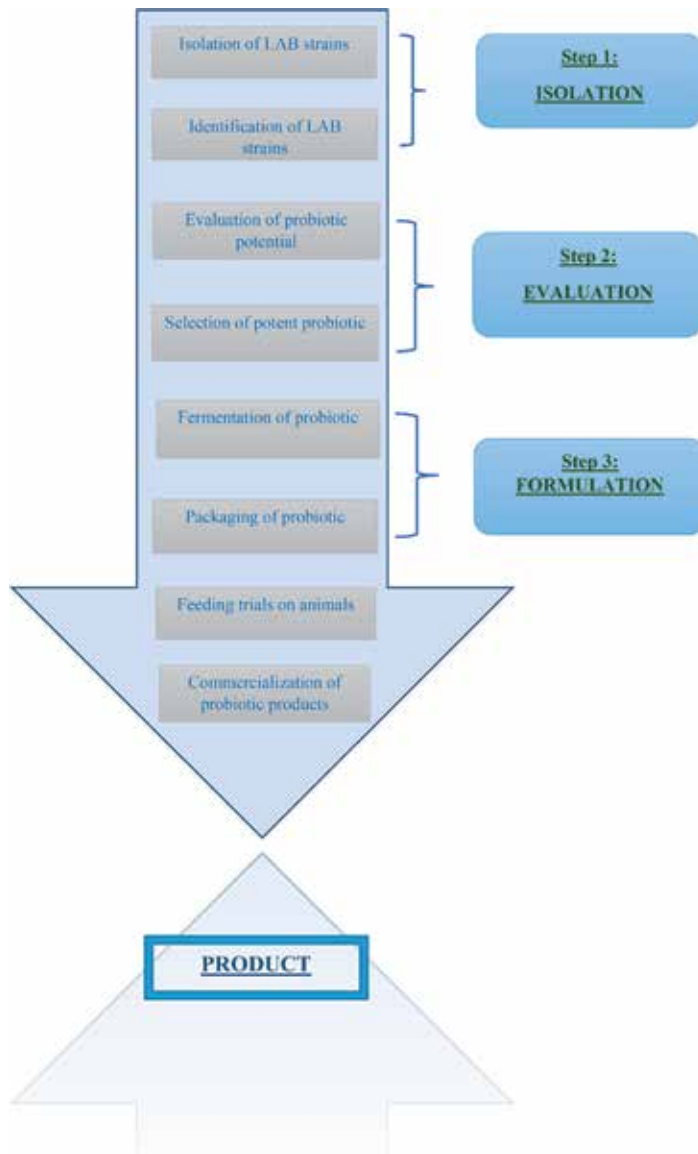 Isolation of LAB strains
Identification of LAB
strains
Step 1:
ISOLATION
Evaluation of probiotic
potential
Selection of potent probiotic
Step 2:
EVALUATION
Fermentation of probiotic
Packaging of probiotic
Step 3:
FORMULATION
Feeding trials on animals
Commercialization of
probiotic products
PRODUCT